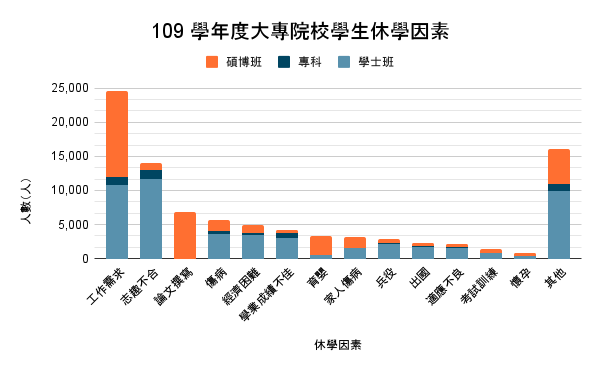 109 學年度大專院校學生休學因素
碩博班 專科 學士班
25,000
20,000
15,000
10,000
5,000
0
人數(人)
工作需求
志趣不合
論文撰寫
傷病
經濟困難
學業成績不佳
育嬰
家人傷病
兵役
出國
適應不良
考試訓練
懷孕
其他
休學因素